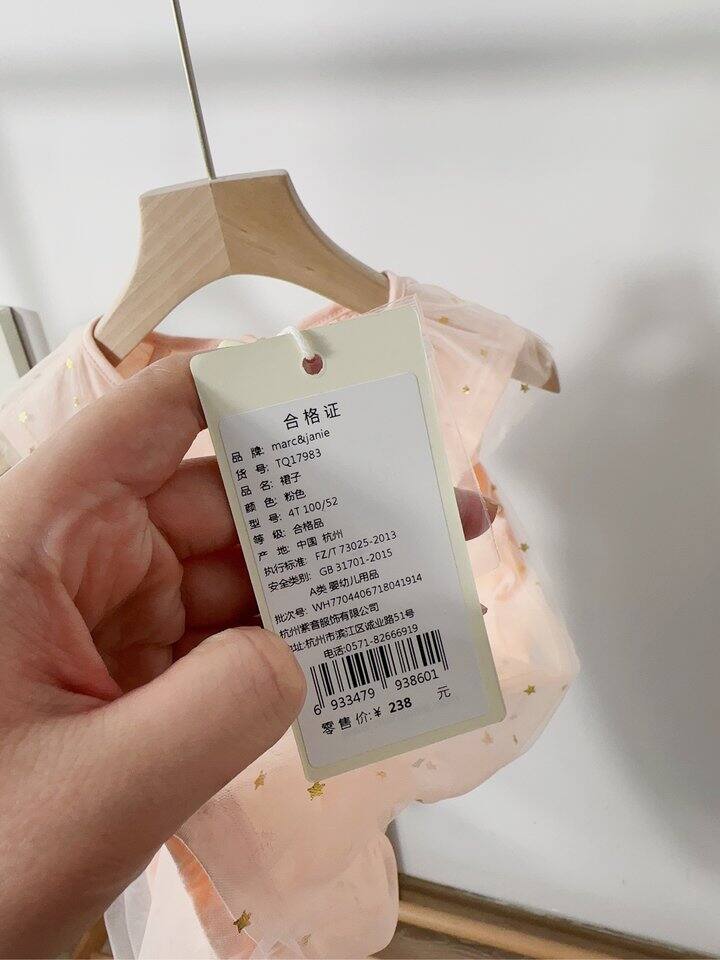 合格证
品 牌: marc&janie
货 号: TQ17983
品 名: 裙子
颜 色: 粉色
型 号: 4T 100/52
等 级: 合格品
产 地: 中国 杭州
执行标准: FZ/T 73025-2013
安全类别: GB 31701-2015
A类 婴幼儿用品
批次号: WH7704406718041914
杭州紫音服饰有限公司
地址:杭州市滨江区诚业路51号
电话:0571-82666919
6 933479 938601
零售价:¥ 238 元